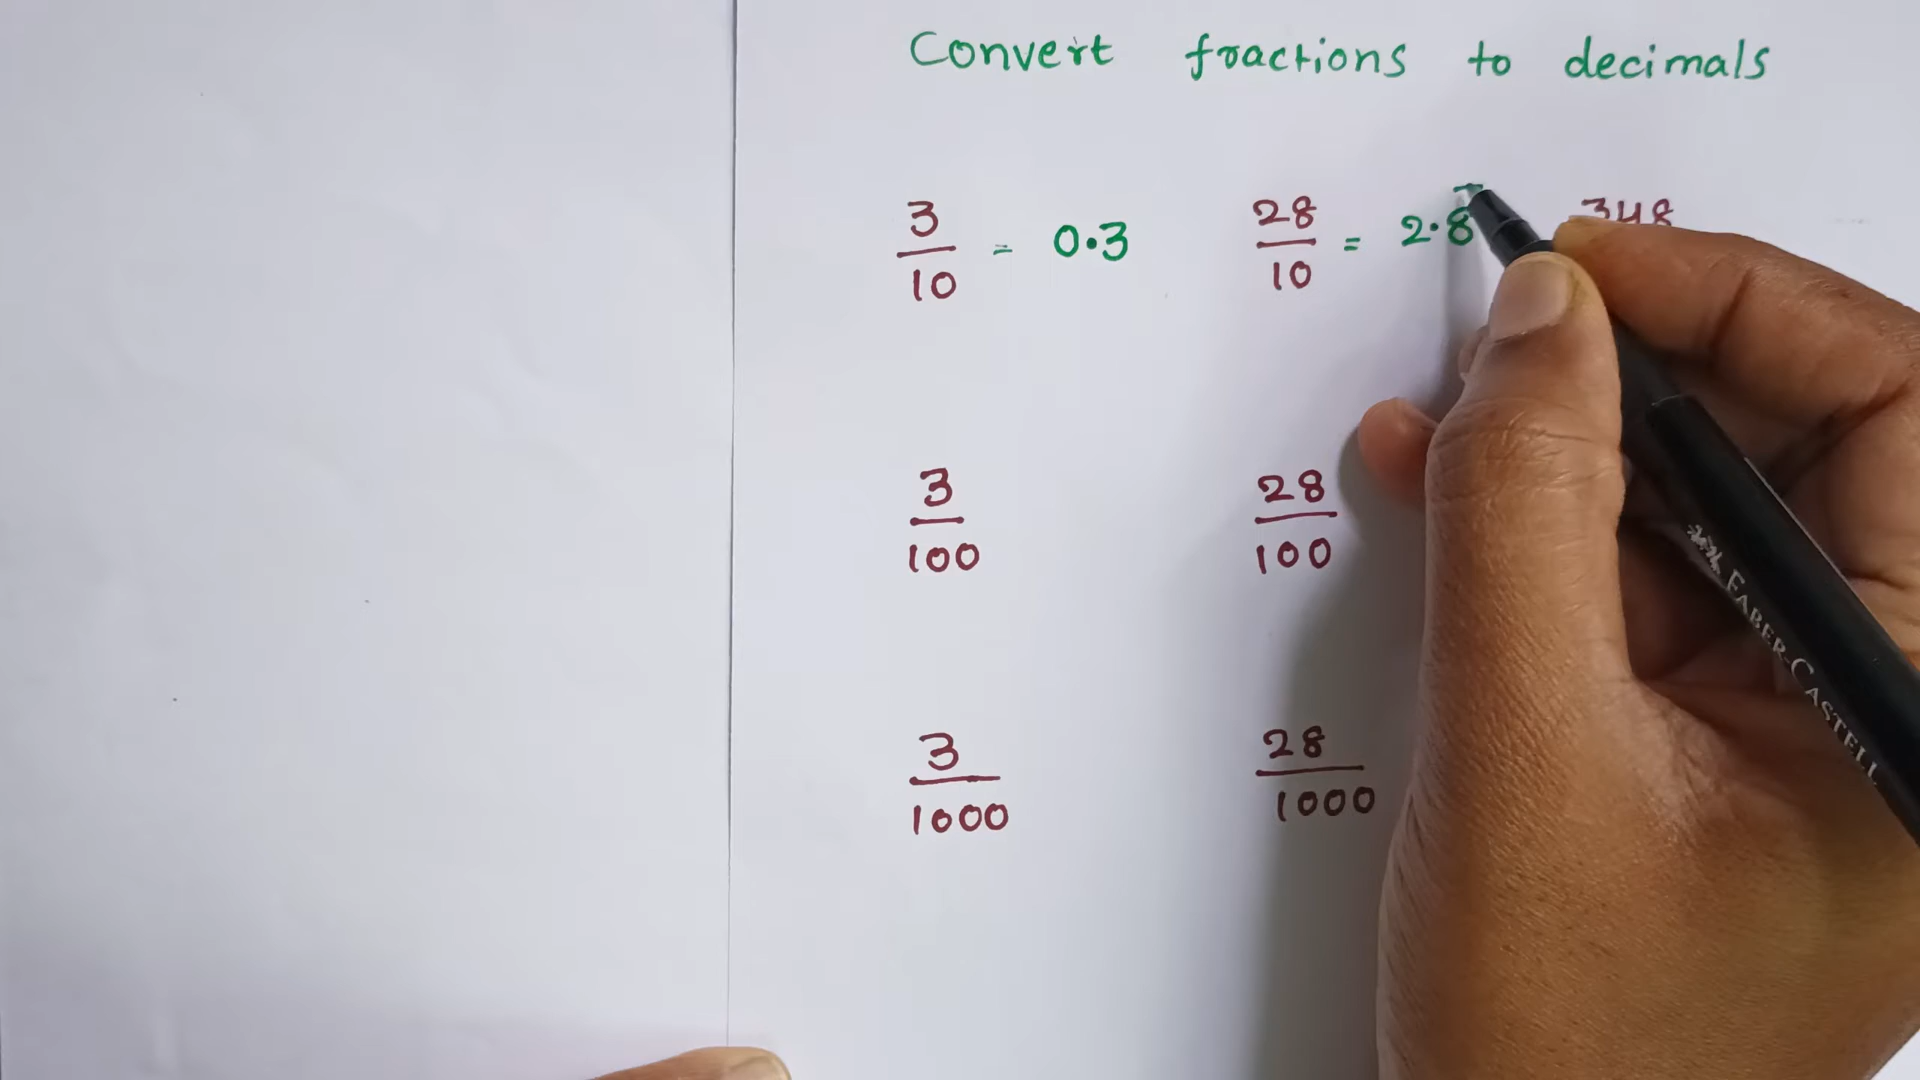 Convert fractions to decimals
3/10 = 0.3 28/10 = 2.8 348
3/100 28/100
3/1000 28/1000
FABER-CASTELL